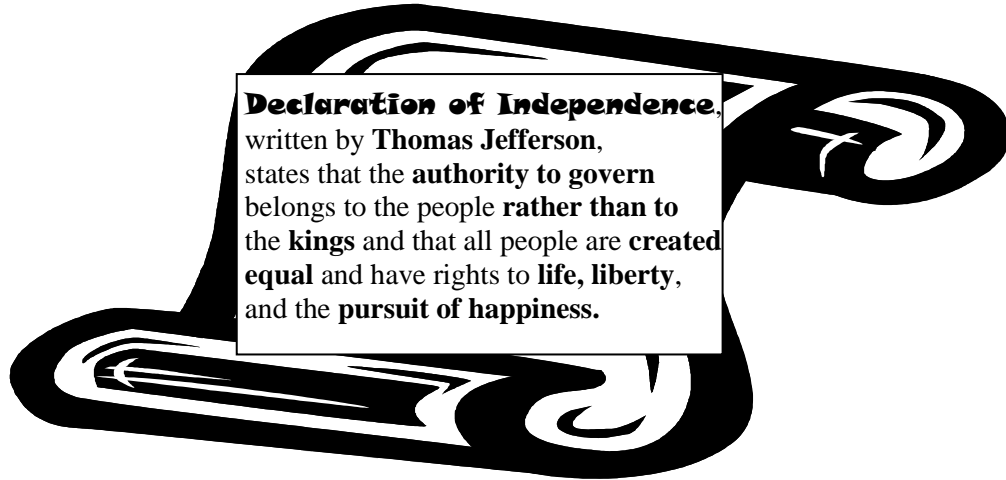 Declaration of Independence,
written by Thomas Jefferson,
states that the authority to govern
belongs to the people rather than to
the kings and that all people are created
equal and have rights to life, liberty,
and the pursuit of happiness.